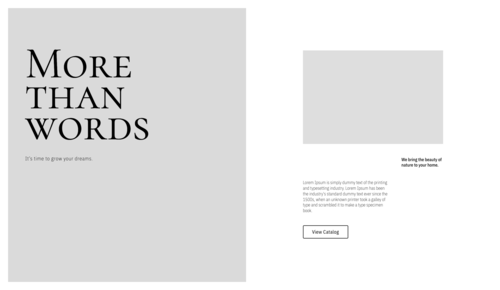 More
than
words
It's time to grow your dreams.
We bring the beauty of
nature to your home.
Lorem Ipsum is simply dummy text of the printing
and typesetting industry. Lorem Ipsum has been
the industry's standard dummy text ever since the
1500s, when an unknown printer took a galley of
type and scrambled it to make a type specimen
book.
View Catalog